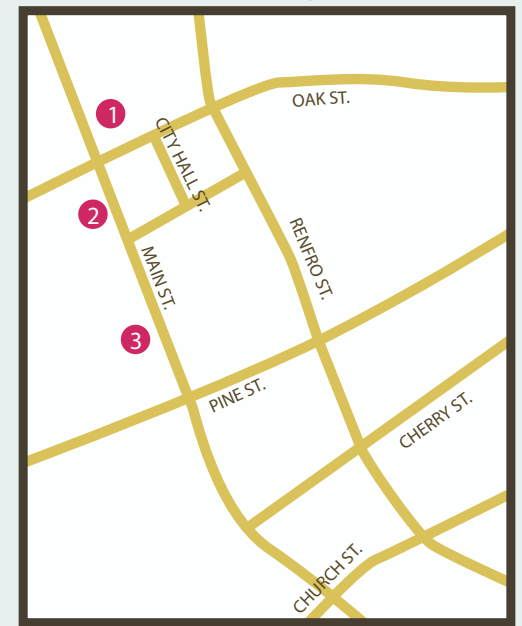 OAK ST.
1
CITY HALL ST.
2
RENFRO ST.
MAIN ST.
3
PINE ST.
CHERRY ST.
CHURCH ST.